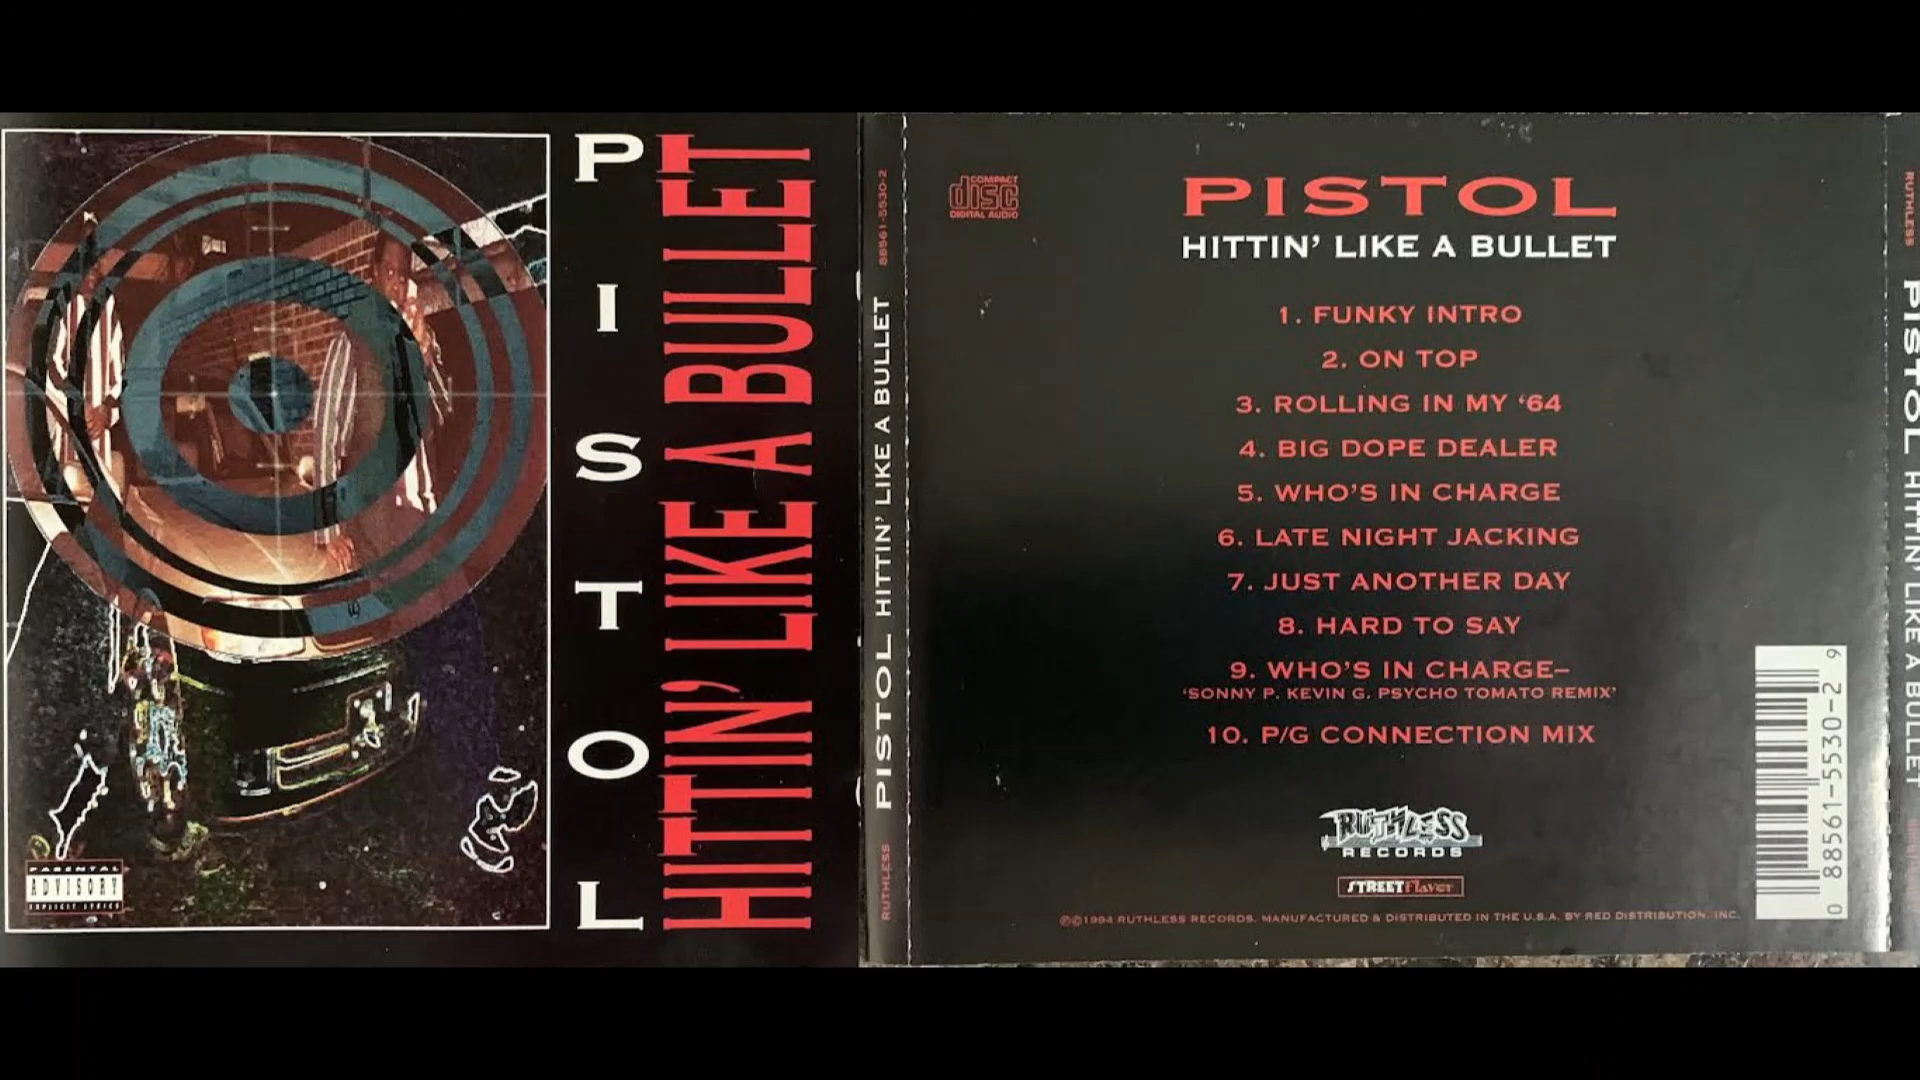 PISTOL
HITTIN' LIKE A BULLET
PARENTAL
ADVISORY
EXPLICIT LYRICS
88561-5530-2
PISTOL HITTIN' LIKE A BULLET
RUTHLESS
COMPACT
disc
DIGITAL AUDIO
PISTOL
HITTIN' LIKE A BULLET
1. FUNKY INTRO
2. ON TOP
3. ROLLING IN MY '64
4. BIG DOPE DEALER
5. WHO'S IN CHARGE
6. LATE NIGHT JACKING
7. JUST ANOTHER DAY
8. HARD TO SAY
9. WHO'S IN CHARGE–
'SONNY P. KEVIN G. PSYCHO TOMATO REMIX'
10. P/G CONNECTION MIX
RUTHLESS
RECORDS
STREET Flavor
℗©1994 RUTHLESS RECORDS. MANUFACTURED & DISTRIBUTED IN THE U.S.A. BY RED DISTRIBUTION, INC.
0 88561-5530-2 9
RUTHLESS
PISTOL HITTIN' LIKE A BULLET